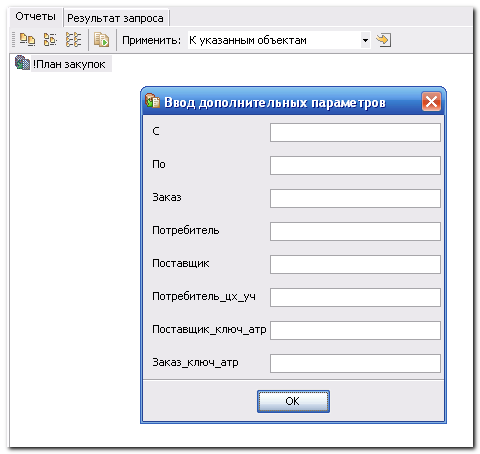 Отчеты Результат запроса
Применить: К указанным объектам
!План закупок
Ввод дополнительных параметров
С
По
Заказ
Потребитель
Поставщик
Потребитель_цх_уч
Поставщик_ключ_атр
Заказ_ключ_атр
OK